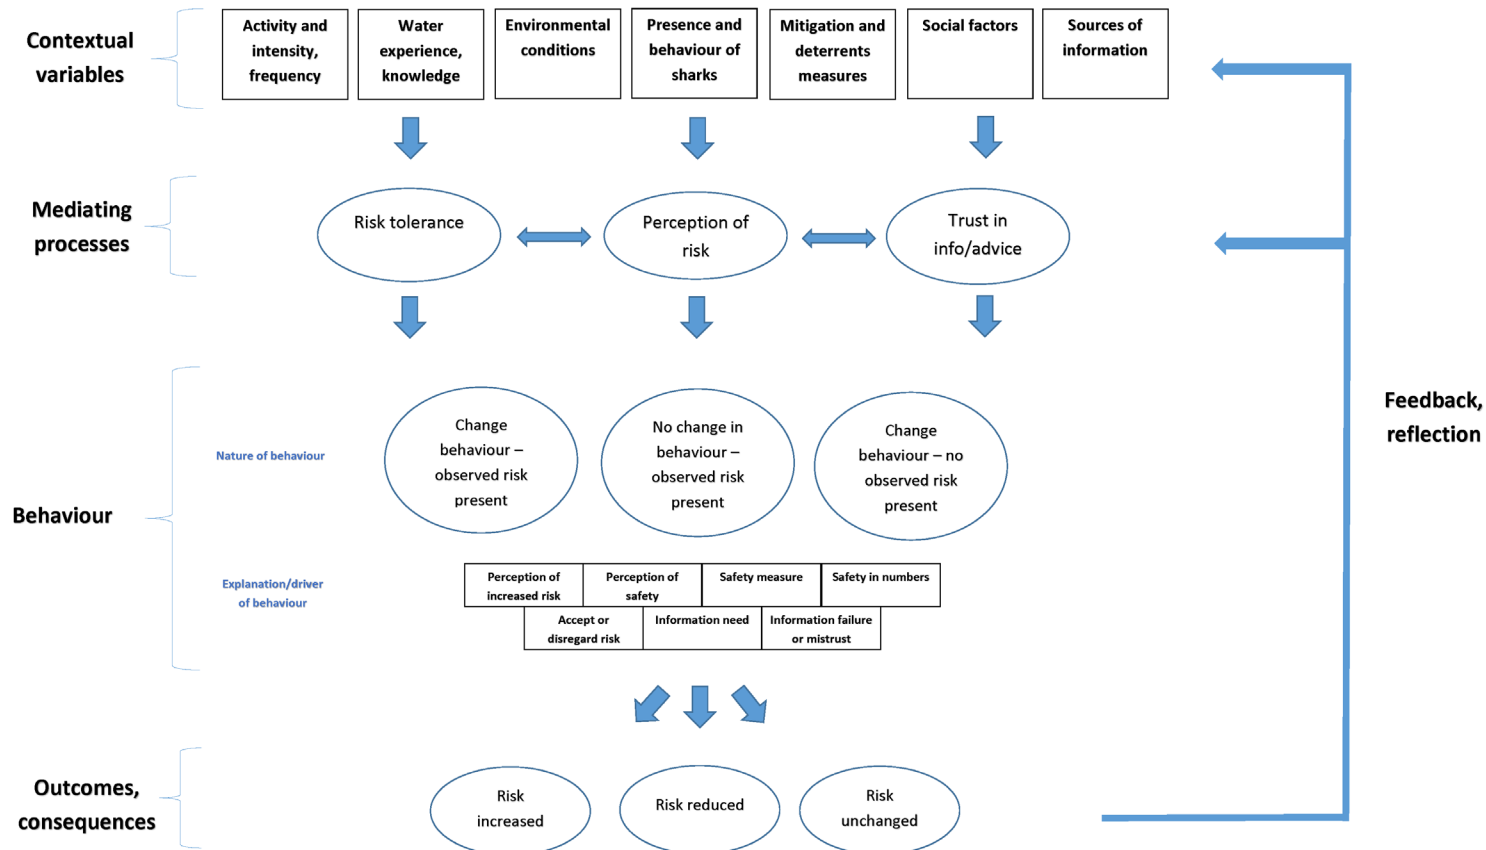 Contextual
variables
Activity and
intensity,
frequency
Water
experience,
knowledge
Environmental
conditions
Presence and
behaviour of
sharks
Mitigation and
deterrents
measures
Social factors
Sources of
information
Mediating
processes
Risk tolerance
Perception of
risk
Trust in
info/advice
Behaviour
Nature of behaviour
Change
behaviour –
observed risk
present
No change in
behaviour –
observed risk
present
Change
behaviour – no
observed risk
present
Feedback,
reflection
Explanation/driver
of behaviour
Perception of
increased risk
Perception of
safety
Safety measure
Safety in numbers
Accept or
disregard risk
Information need
Information failure
or mistrust
Outcomes,
consequences
Risk
increased
Risk reduced
Risk
unchanged